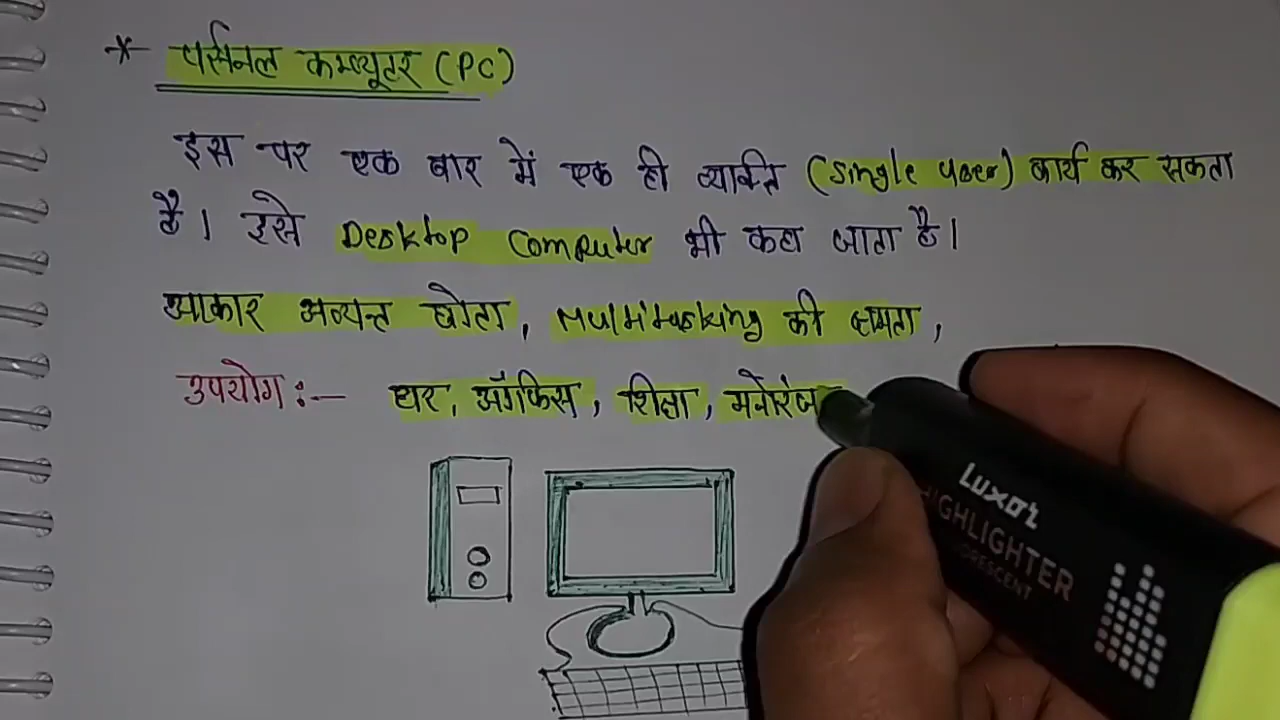 * पर्सनल कम्प्यूटर (PC)
इस पर एक बार में एक ही व्यक्ति (single user) कार्य कर सकता
है। इसे Desktop Computer भी कहा जाता है।
आकार अत्यन्त छोटा, Multitasking की क्षमता,
उपयोग :— घर, ऑफिस, शिक्षा, मनोरंज
Luxor
HIGHLIGHTER